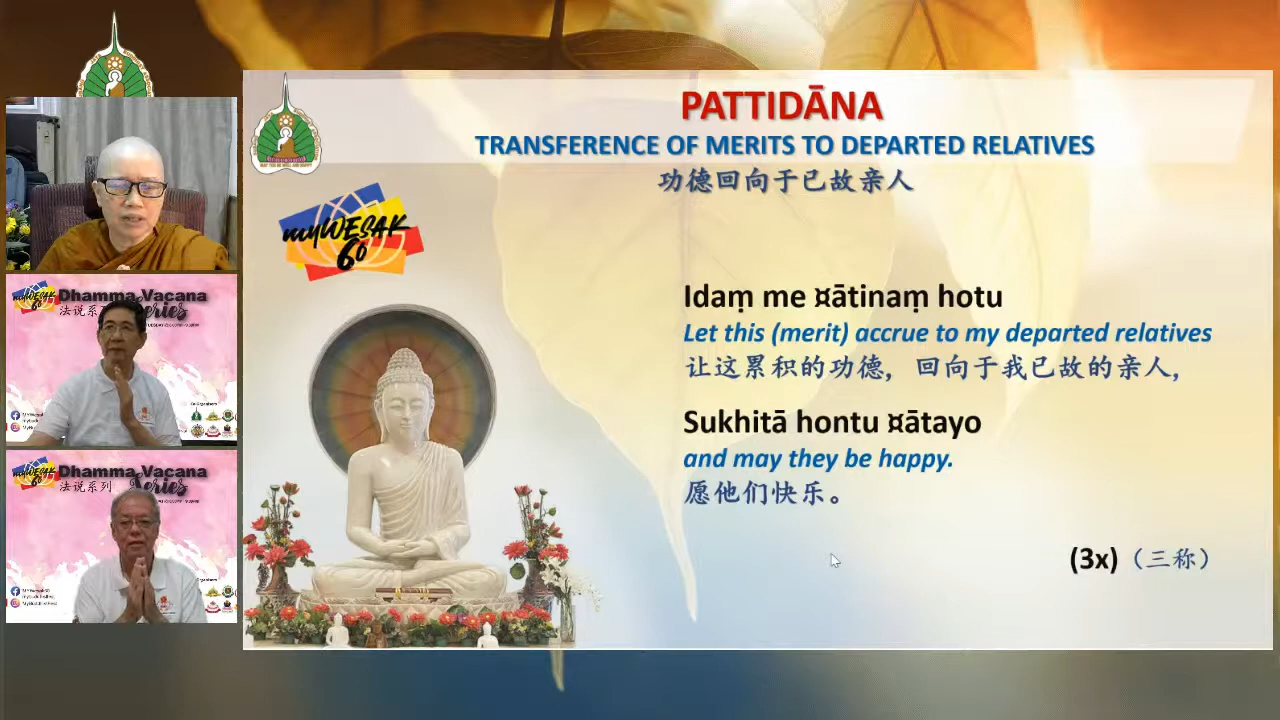 PATTIDĀNA
TRANSFERENCE OF MERITS TO DEPARTED RELATIVES
功德回向于已故亲人
myWESAK
60
Idaṃ me ¤ātinaṃ hotu
Let this (merit) accrue to my departed relatives
让这累积的功德，回向于我已故的亲人,
Sukhitā hontu ¤ātayo
and may they be happy.
愿他们快乐。
(3x)（三称）
Dhamma Vacana
法说系列 Series
Dhamma Vacana
法说系列 Series